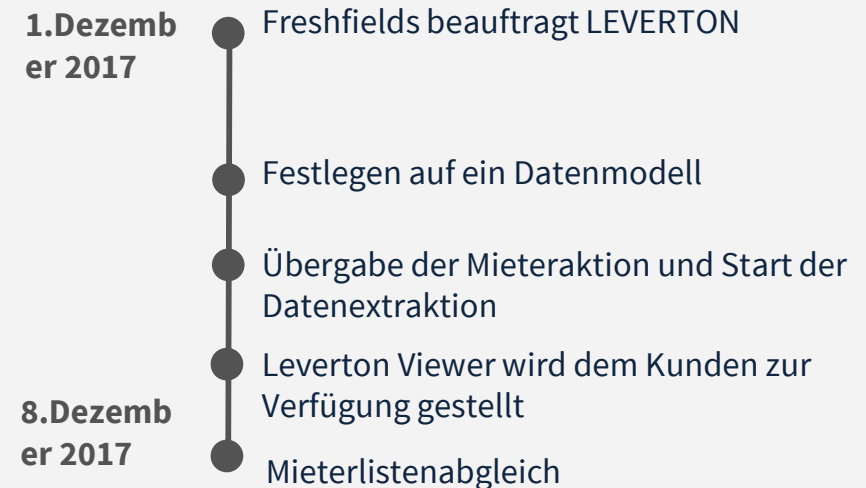 1.Dezemb
er 2017
Freshfields beauftragt LEVERTON
Festlegen auf ein Datenmodell
Übergabe der Mieteraktion und Start der
Datenextraktion
Leverton Viewer wird dem Kunden zur
Verfügung gestellt
8.Dezemb
er 2017
Mieterlistenabgleich